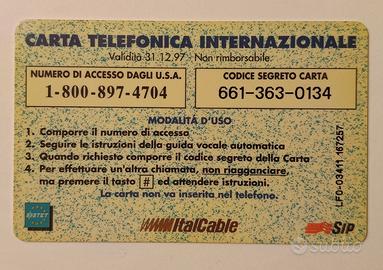 CARTA TELEFONICA INTERNAZIONALE
Validità 31.12.97 - Non rimborsabile.
NUMERO DI ACCESSO DAGLI U.S.A.
1-800-897-4704
CODICE SEGRETO CARTA
661-363-0134
MODALITÀ D'USO
1. Comporre il numero di accesso
2. Seguire le istruzioni della guida vocale automatica
3. Quando richiesto comporre il codice segreto della Carta
4. Per effettuare un'altra chiamata, non riagganciare,
ma premere il tasto # ed attendere istruzioni.
La carta non va inserita nel telefono.
LFD-03411 167257
STET
ItalCable
SIP
subito